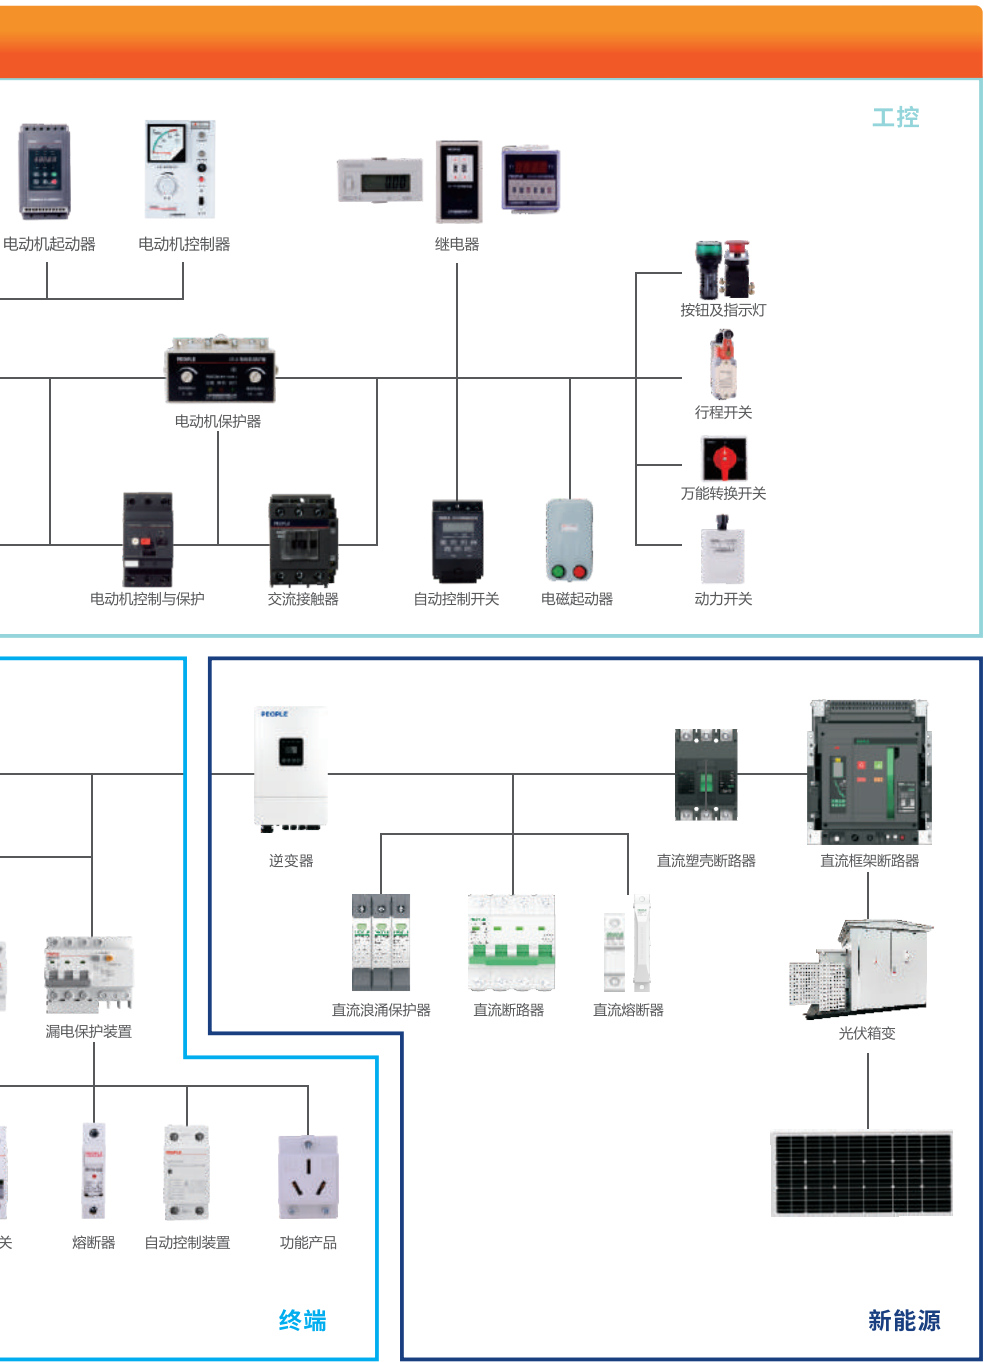 工控
电动机起动器
电动机控制器
继电器
按钮及指示灯
PEOPLE
电动机保护器
行程开关
万能转换开关
PEOPLE
电动机控制与保护
交流接触器
自动控制开关
电磁起动器
动力开关
PEOPLE
逆变器
直流塑壳断路器
直流框架断路器
直流浪涌保护器
直流断路器
直流熔断器
光伏箱变
漏电保护装置
关
熔断器
自动控制装置
功能产品
终端
新能源